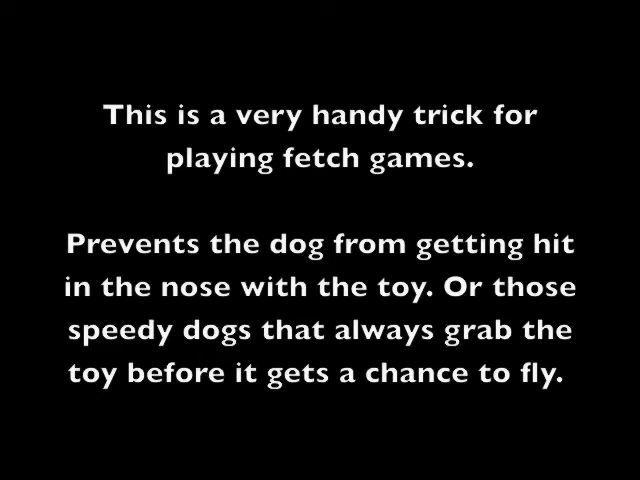 This is a very handy trick for
playing fetch games.
Prevents the dog from getting hit
in the nose with the toy. Or those
speedy dogs that always grab the
toy before it gets a chance to fly.